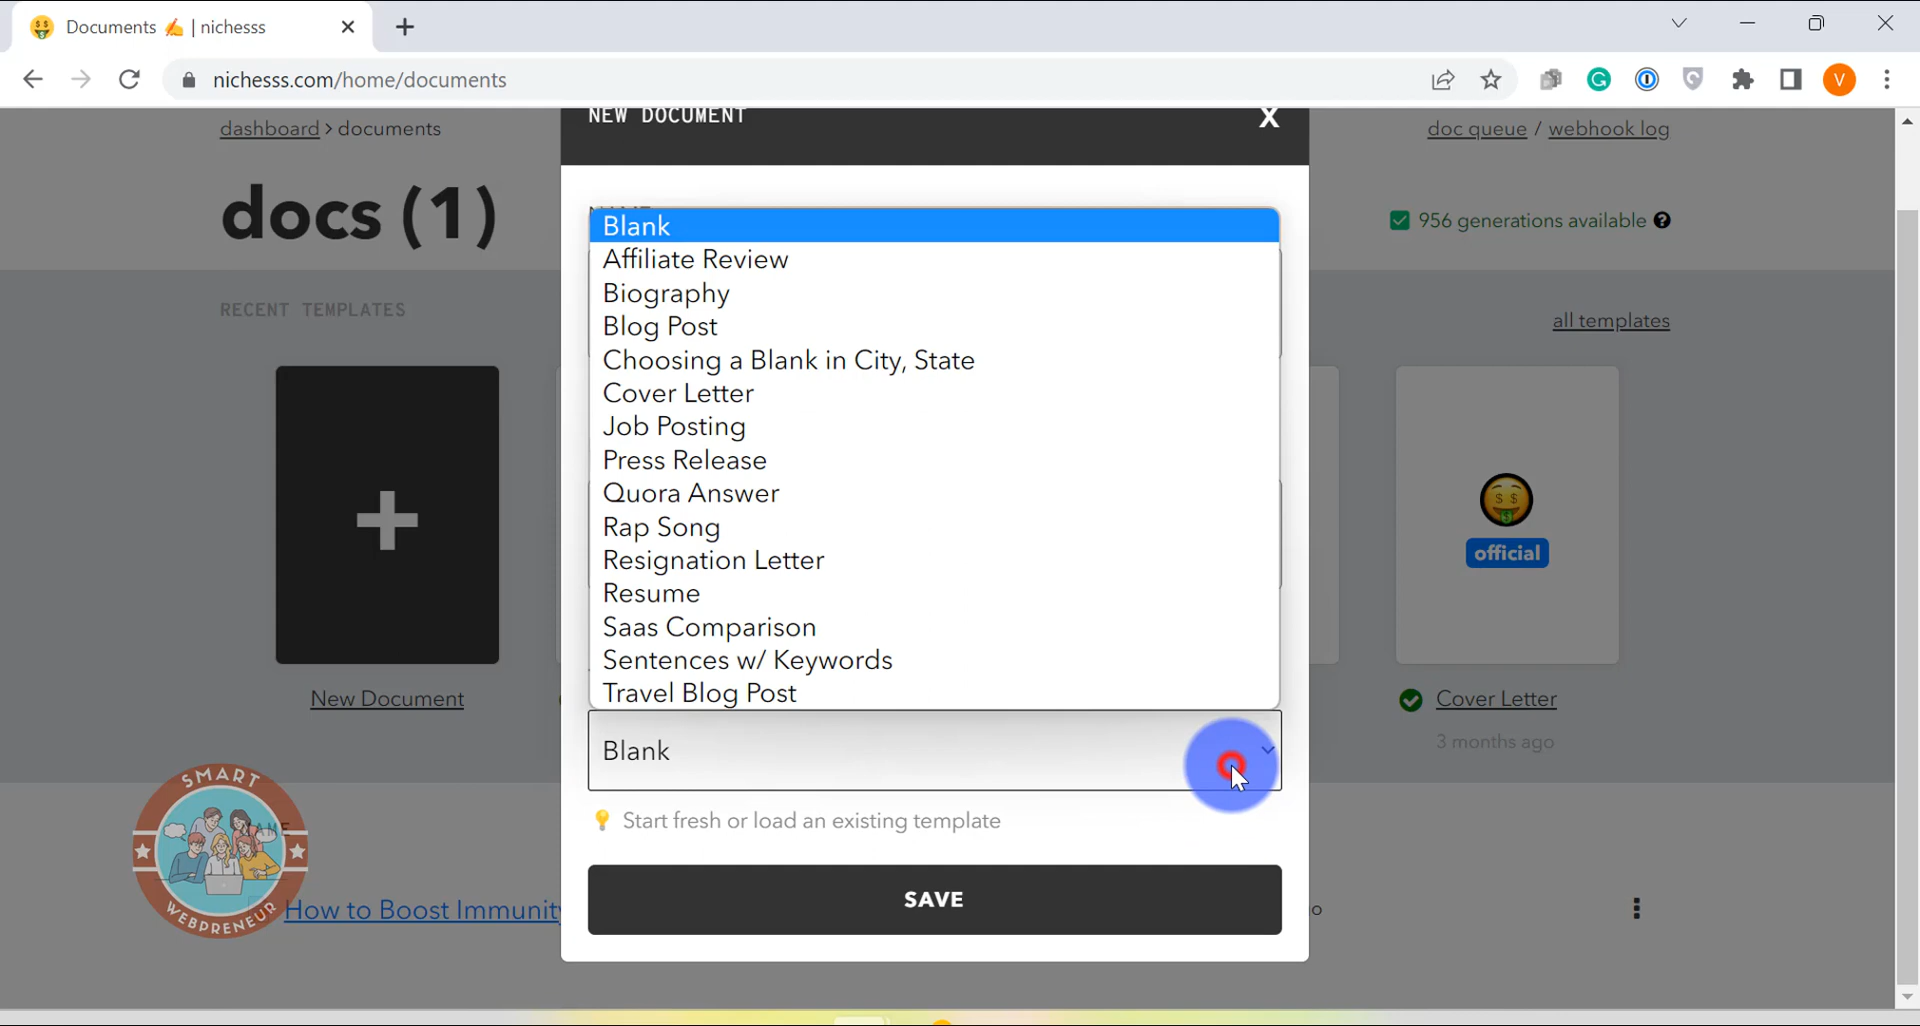 Documents ✍ | nichesss
nichesss.com/home/documents
V
dashboard > documents
doc queue / webhook log
docs (1)
956 generations available ?
RECENT TEMPLATES
all templates
New Document
official
Cover Letter
3 months ago
NEW DOCUMENT
X
Blank
Affiliate Review
Biography
Blog Post
Choosing a Blank in City, State
Cover Letter
Job Posting
Press Release
Quora Answer
Rap Song
Resignation Letter
Resume
Saas Comparison
Sentences w/ Keywords
Travel Blog Post
Blank
Start fresh or load an existing template
SAVE
SMART
WEBPRENEUR
How to Boost Immunity